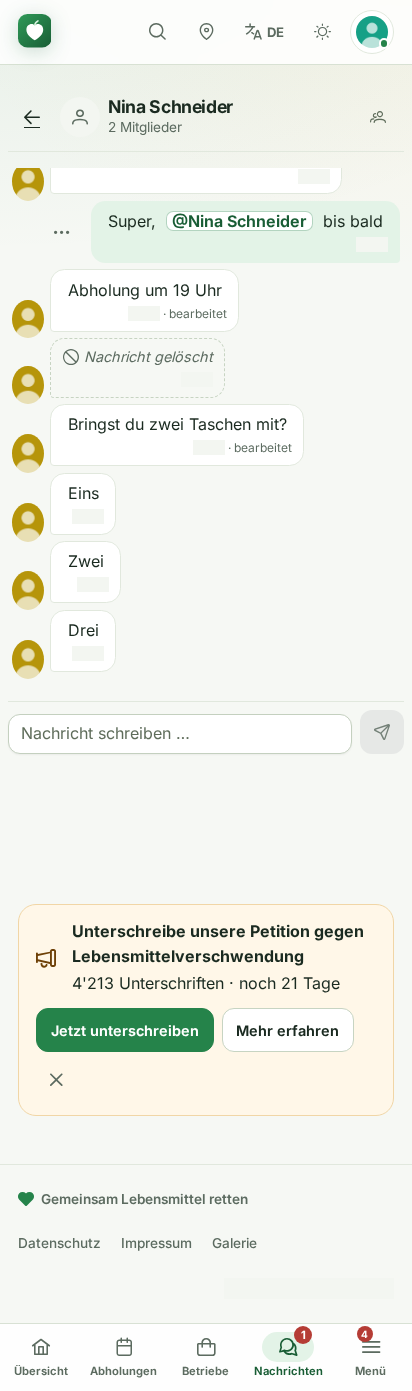 DE
Nina Schneider
2 Mitglieder
Super, @Nina Schneider bis bald
Abholung um 19 Uhr
· bearbeitet
Nachricht gelöscht
Bringst du zwei Taschen mit?
· bearbeitet
Eins
Zwei
Drei
Nachricht schreiben ...
Unterschreibe unsere Petition gegen
Lebensmittelverschwendung
4'213 Unterschriften · noch 21 Tage
Jetzt unterschreiben Mehr erfahren
Gemeinsam Lebensmittel retten
Datenschutz Impressum Galerie
1 4
Übersicht Abholungen Betriebe Nachrichten Menü